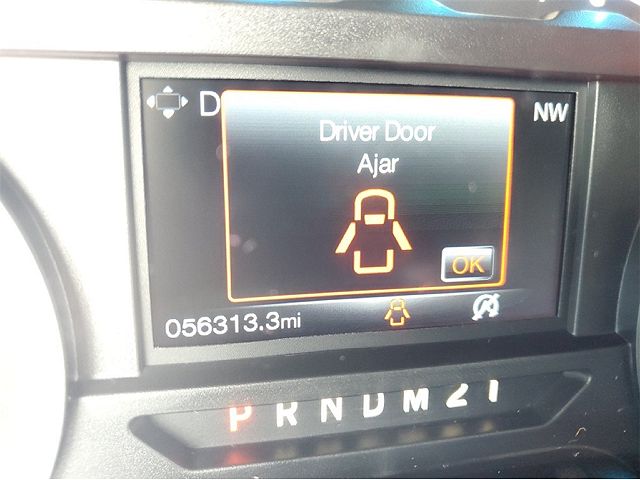 D
NW
Driver Door
Ajar
OK
056313.3mi
P R N D M 2 1